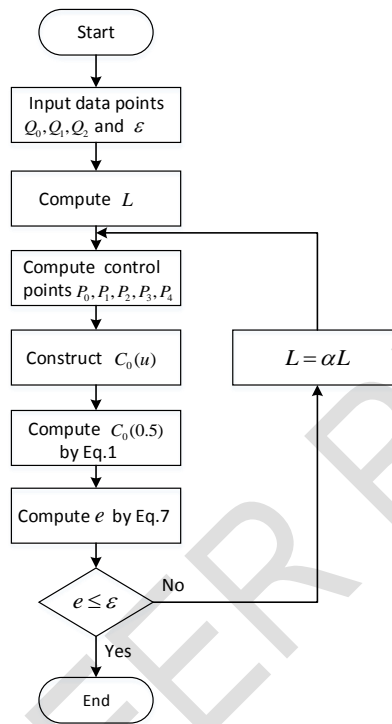 Start
Input data points
Q₀,Q₁,Q₂ and ε
Compute L
Compute control
points P₀,P₁,P₂,P₃,P₄
Construct C₀(u)
L=αL
Compute C₀(0.5)
by Eq.1
Compute e by Eq.7
e ≤ ε
No
Yes
End